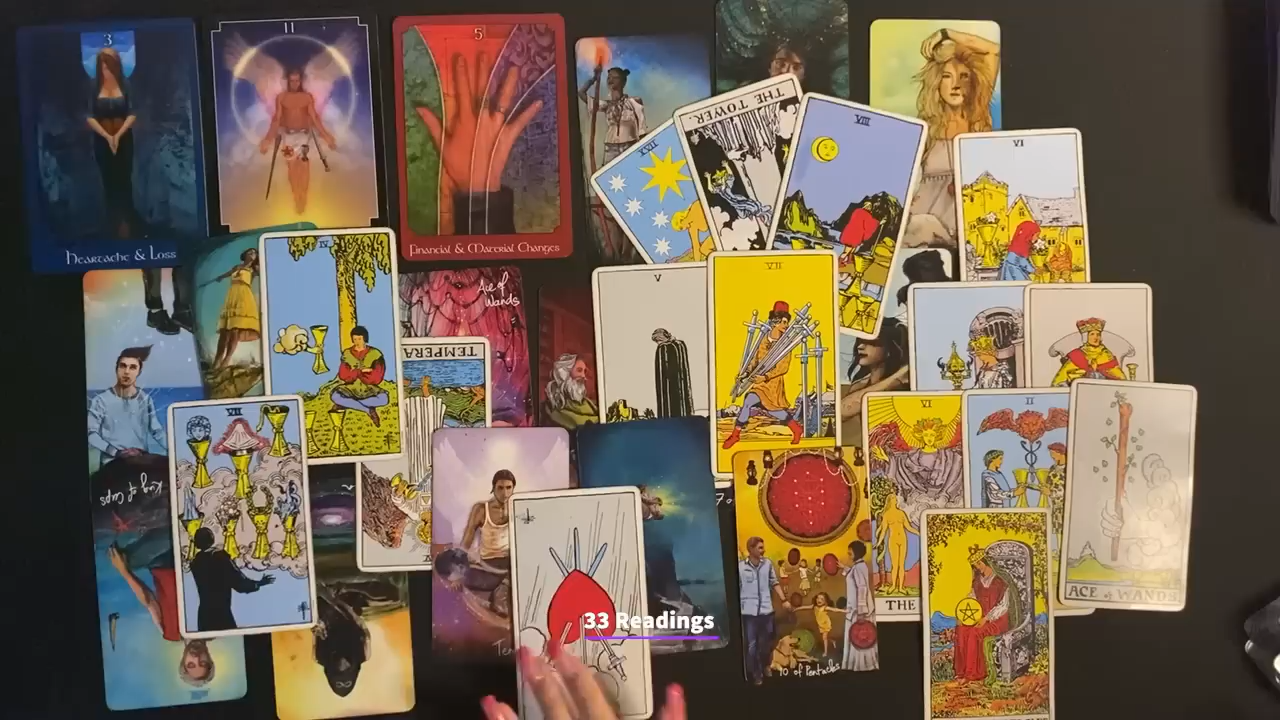 3
II
5
Heartache & Loss
Financial & Material Changes
THE TOWER.
XVII
VIII
VI
IV
Ace of
Wands
TEMPERA
V
VII
King of Cups
VII
VI
II
33 Readings
THE
ACE of WANDS
10 of Pentacles